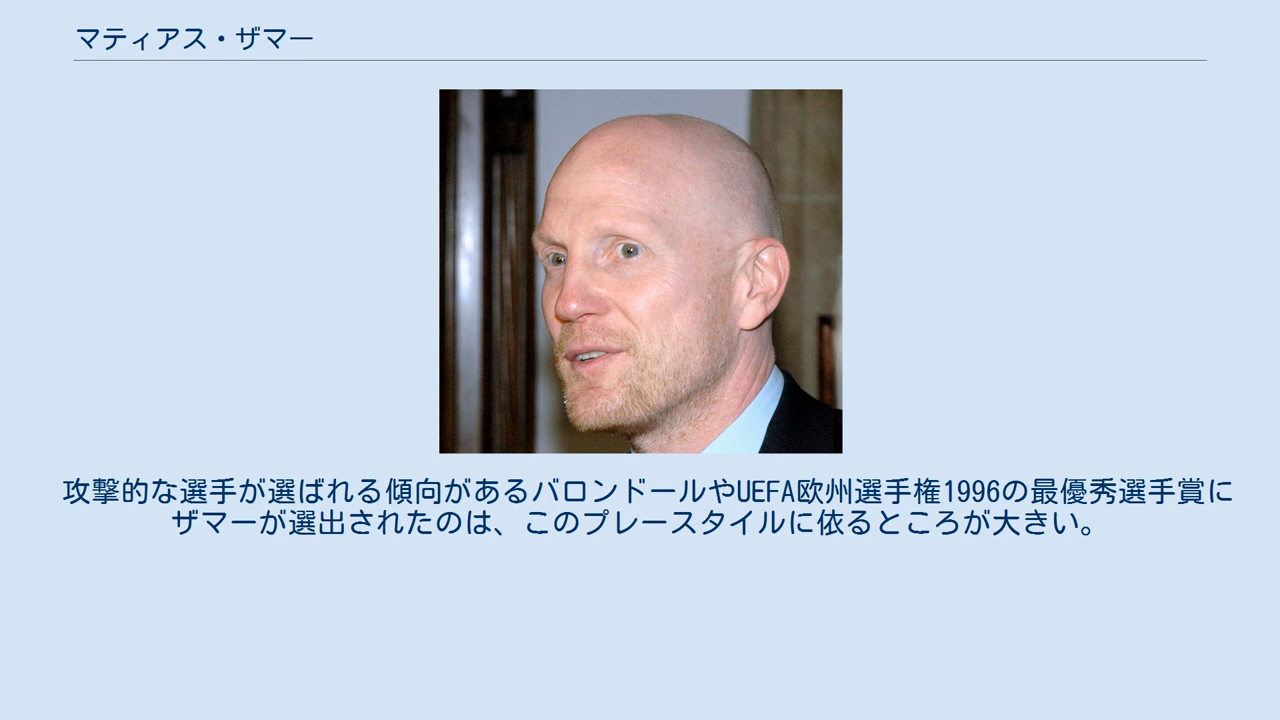 マティアス・ザマー
攻撃的な選手が選ばれる傾向があるバロンドールやUEFA欧州選手権1996の最優秀選手賞に
ザマーが選出されたのは、このプレースタイルに依るところが大きい。